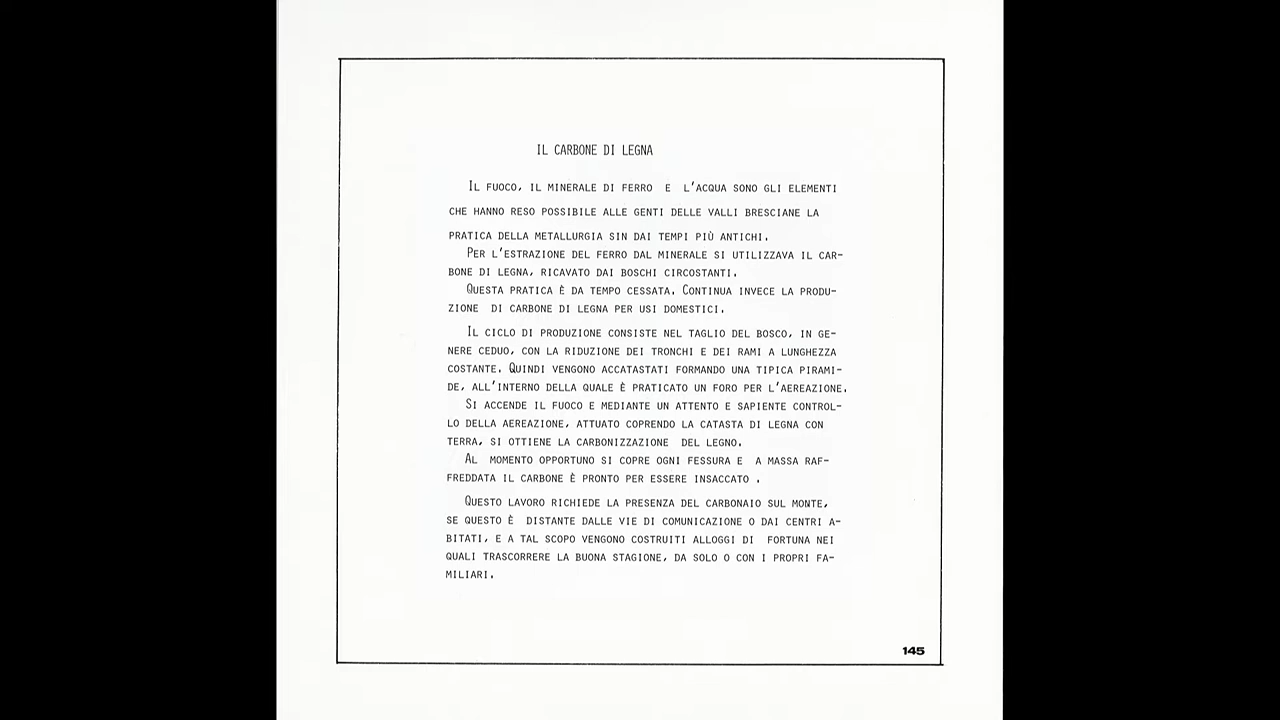 IL CARBONE DI LEGNA
IL FUOCO, IL MINERALE DI FERRO E L'ACQUA SONO GLI ELEMENTI
CHE HANNO RESO POSSIBILE ALLE GENTI DELLE VALLI BRESCIANE LA
PRATICA DELLA METALLURGIA SIN DAI TEMPI PIÙ ANTICHI.
PER L'ESTRAZIONE DEL FERRO DAL MINERALE SI UTILIZZAVA IL CAR-
BONE DI LEGNA, RICAVATO DAI BOSCHI CIRCOSTANTI.
QUESTA PRATICA È DA TEMPO CESSATA. CONTINUA INVECE LA PRODU-
ZIONE DI CARBONE DI LEGNA PER USI DOMESTICI.
IL CICLO DI PRODUZIONE CONSISTE NEL TAGLIO DEL BOSCO, IN GE-
NERE CEDUO, CON LA RIDUZIONE DEI TRONCHI E DEI RAMI A LUNGHEZZA
COSTANTE. QUINDI VENGONO ACCATASTATI FORMANDO UNA TIPICA PIRAMI-
DE, ALL'INTERNO DELLA QUALE È PRATICATO UN FORO PER L'AEREAZIONE.
SI ACCENDE IL FUOCO E MEDIANTE UN ATTENTO E SAPIENTE CONTROL-
LO DELLA AEREAZIONE, ATTUATO COPRENDO LA CATASTA DI LEGNA CON
TERRA, SI OTTIENE LA CARBONIZZAZIONE DEL LEGNO.
AL MOMENTO OPPORTUNO SI COPRE OGNI FESSURA E A MASSA RAF-
FREDDATA IL CARBONE È PRONTO PER ESSERE INSACCATO .
QUESTO LAVORO RICHIEDE LA PRESENZA DEL CARBONAIO SUL MONTE,
SE QUESTO È DISTANTE DALLE VIE DI COMUNICAZIONE O DAI CENTRI A-
BITATI, E A TAL SCOPO VENGONO COSTRUITI ALLOGGI DI FORTUNA NEI
QUALI TRASCORRERE LA BUONA STAGIONE, DA SOLO O CON I PROPRI FA-
MILIARI.
145